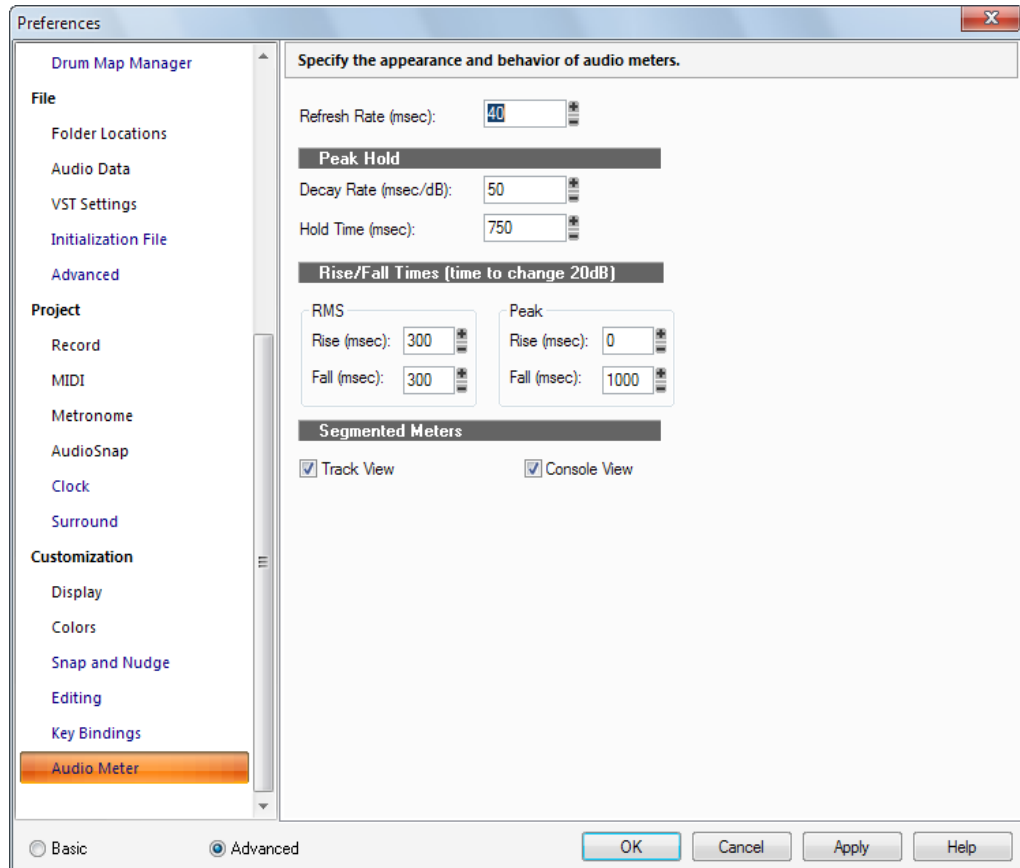 Preferences
Drum Map Manager
File
Folder Locations
Audio Data
VST Settings
Initialization File
Advanced
Project
Record
MIDI
Metronome
AudioSnap
Clock
Surround
Customization
Display
Colors
Snap and Nudge
Editing
Key Bindings
Audio Meter
Specify the appearance and behavior of audio meters.
Refresh Rate (msec): 40
Peak Hold
Decay Rate (msec/dB): 50
Hold Time (msec): 750
Rise/Fall Times (time to change 20dB)
RMS
Rise (msec): 300
Fall (msec): 300
Peak
Rise (msec): 0
Fall (msec): 1000
Segmented Meters
Track View
Console View
Basic
Advanced
OK
Cancel
Apply
Help